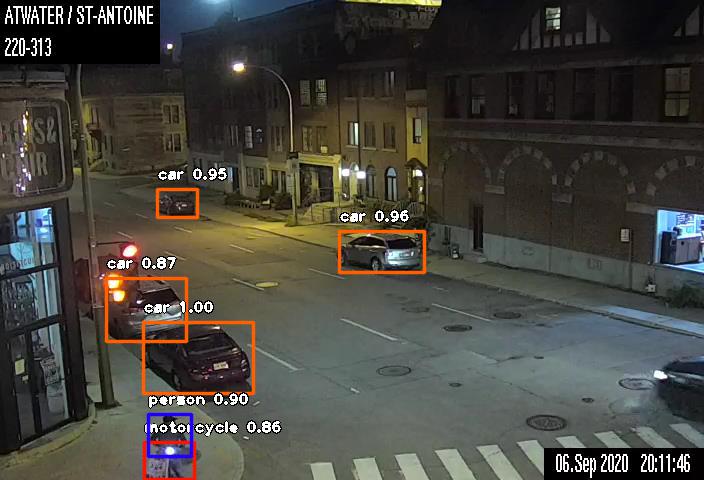 ATWATER / ST-ANTOINE
220-313
car 0.95
car 0.96
car 0.87
car 1.00
person 0.90
motorcycle 0.86
06.Sep 2020 20:11:46